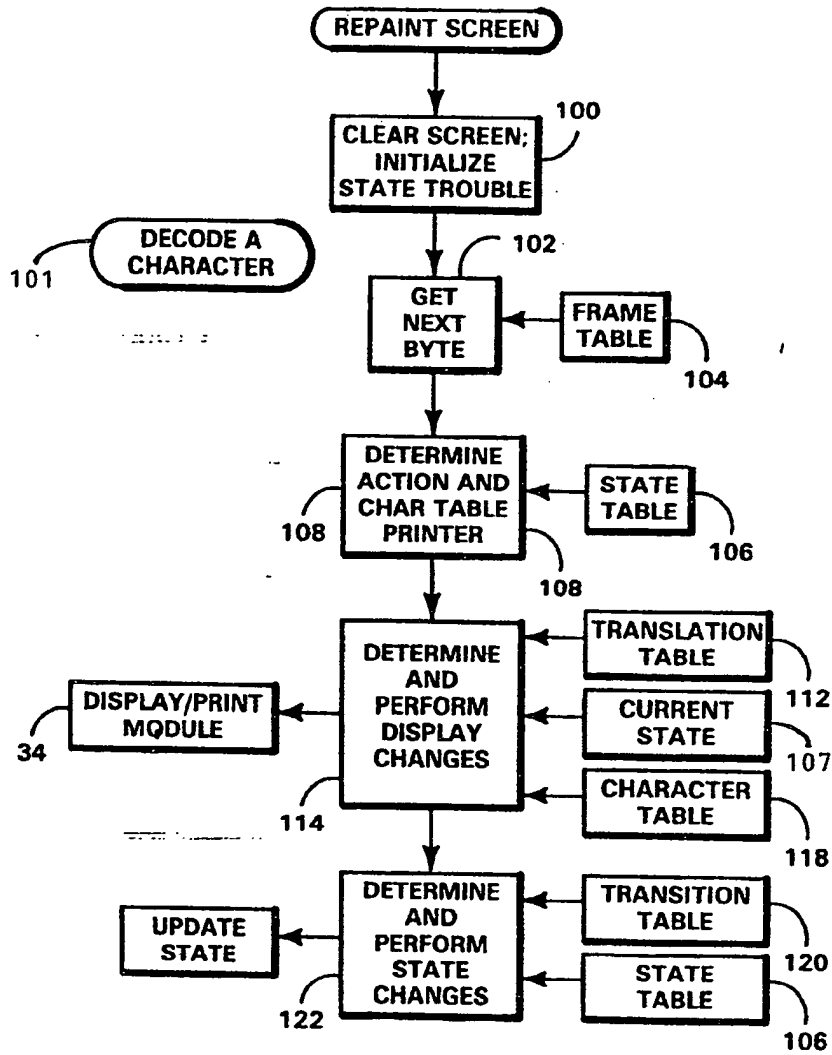 REPAINT SCREEN
CLEAR SCREEN;
INITIALIZE
STATE TROUBLE
100
DECODE A
CHARACTER
101
102
GET
NEXT
BYTE
FRAME
TABLE
104
DETERMINE
ACTION AND
CHAR TABLE
PRINTER
108
108
STATE
TABLE
106
DETERMINE
AND
PERFORM
DISPLAY
CHANGES
114
TRANSLATION
TABLE
112
DISPLAY/PRINT
MODULE
34
CURRENT
STATE
107
CHARACTER
TABLE
118
DETERMINE
AND
PERFORM
STATE
CHANGES
122
TRANSITION
TABLE
120
UPDATE
STATE
STATE
TABLE
106